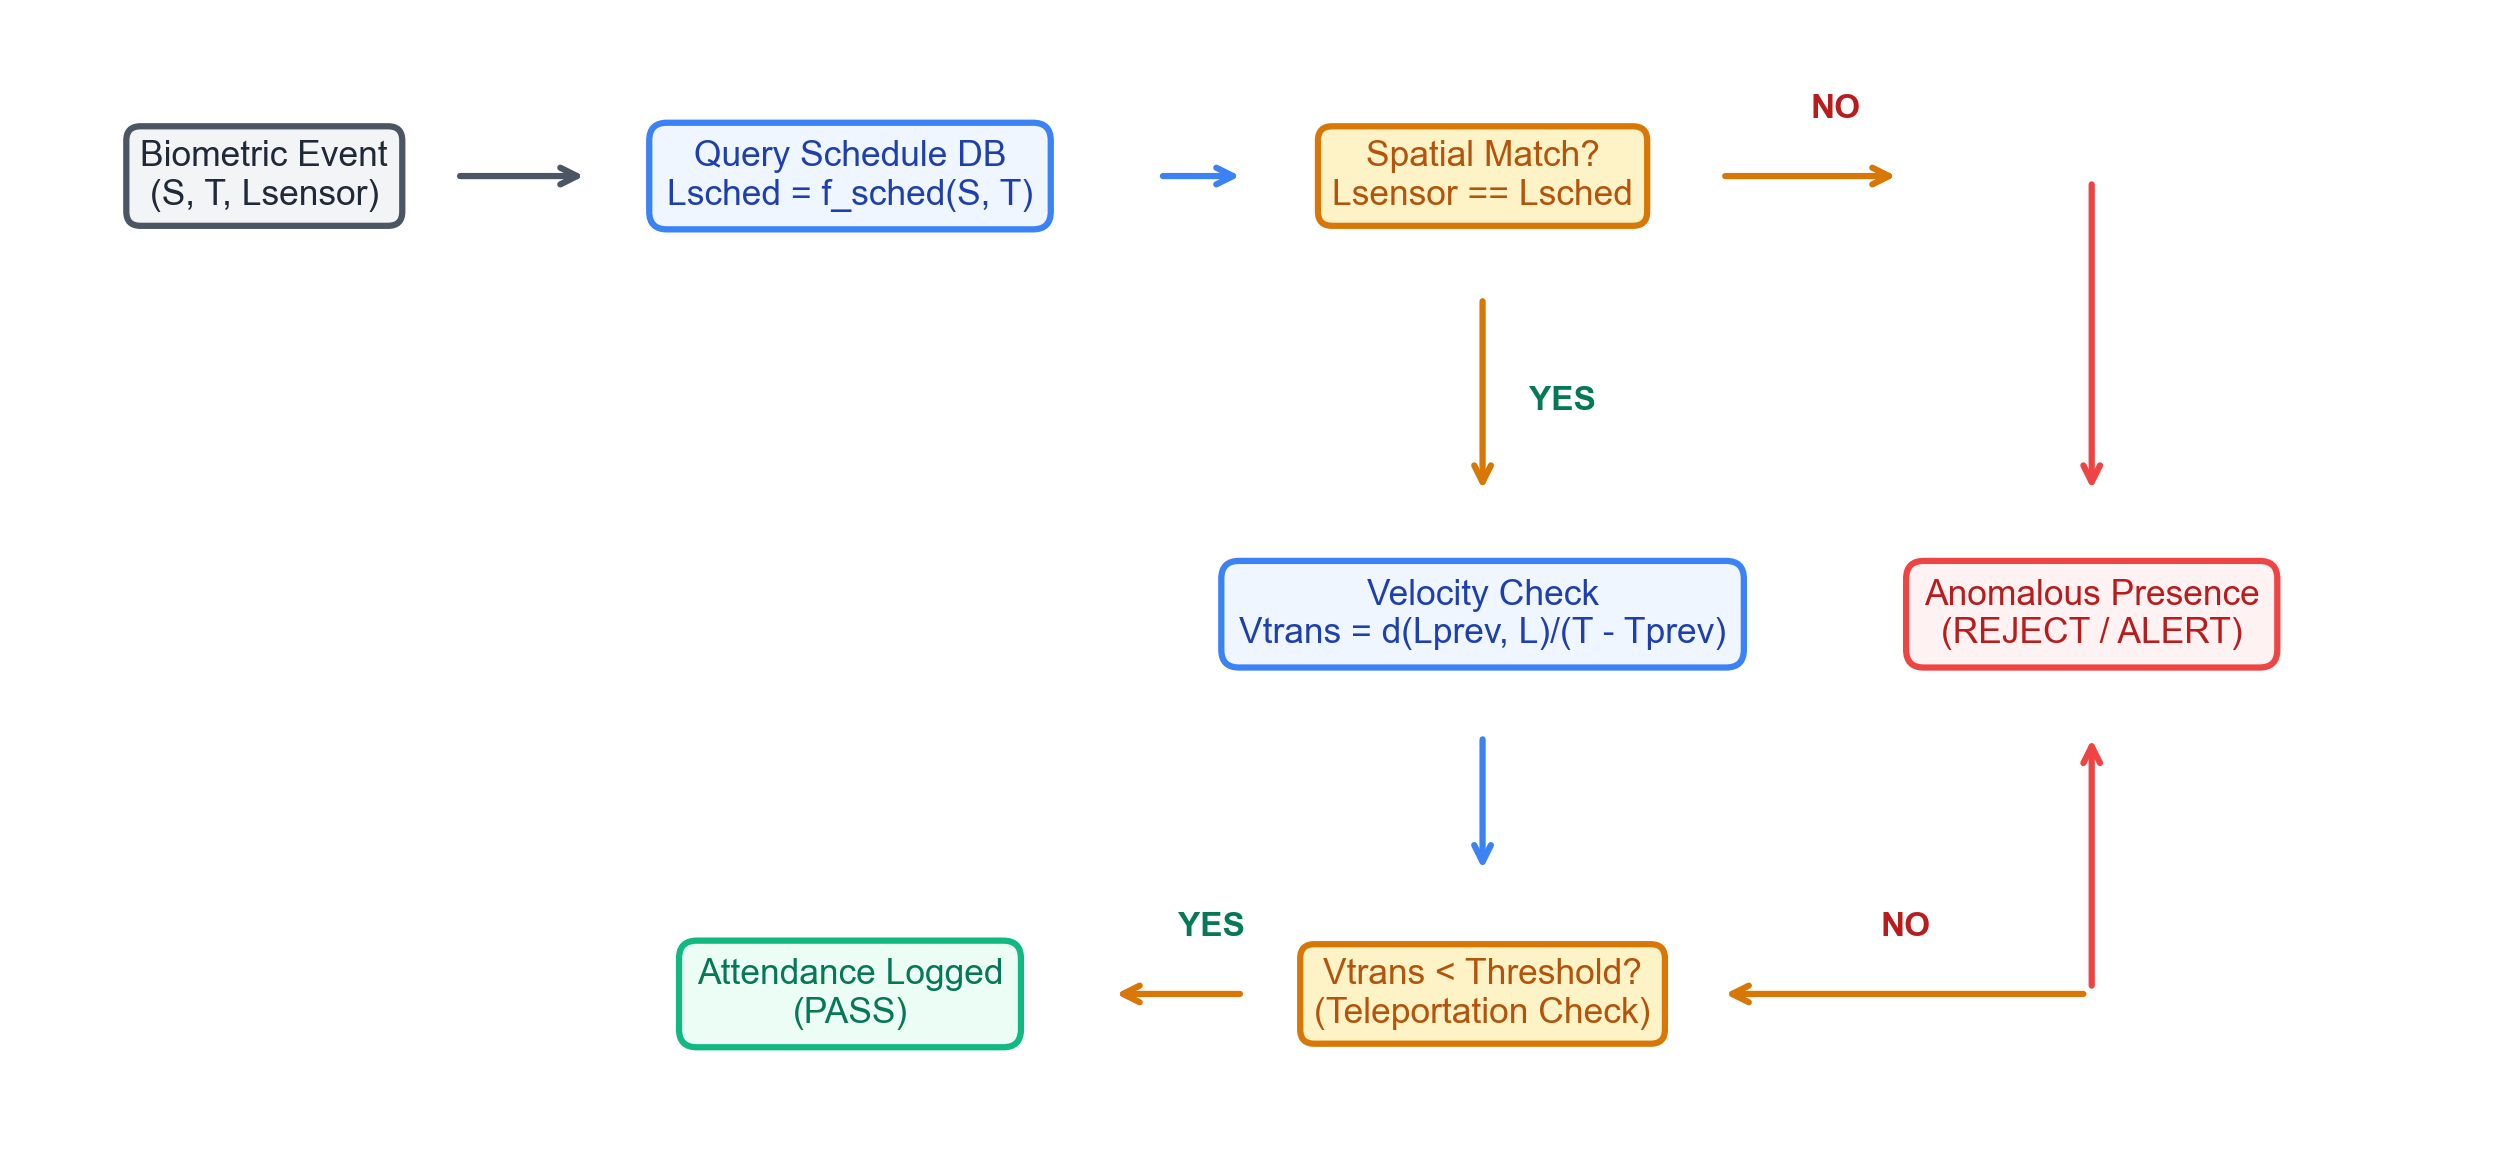 Biometric Event
(S, T, Lsensor)
Query Schedule DB
Lsched = f_sched(S, T)
Spatial Match?
Lsensor == Lsched
NO
YES
Velocity Check
Vtrans = d(Lprev, L)/(T - Tprev)
Anomalous Presence
(REJECT / ALERT)
YES
NO
Attendance Logged
(PASS)
Vtrans < Threshold?
(Teleportation Check)